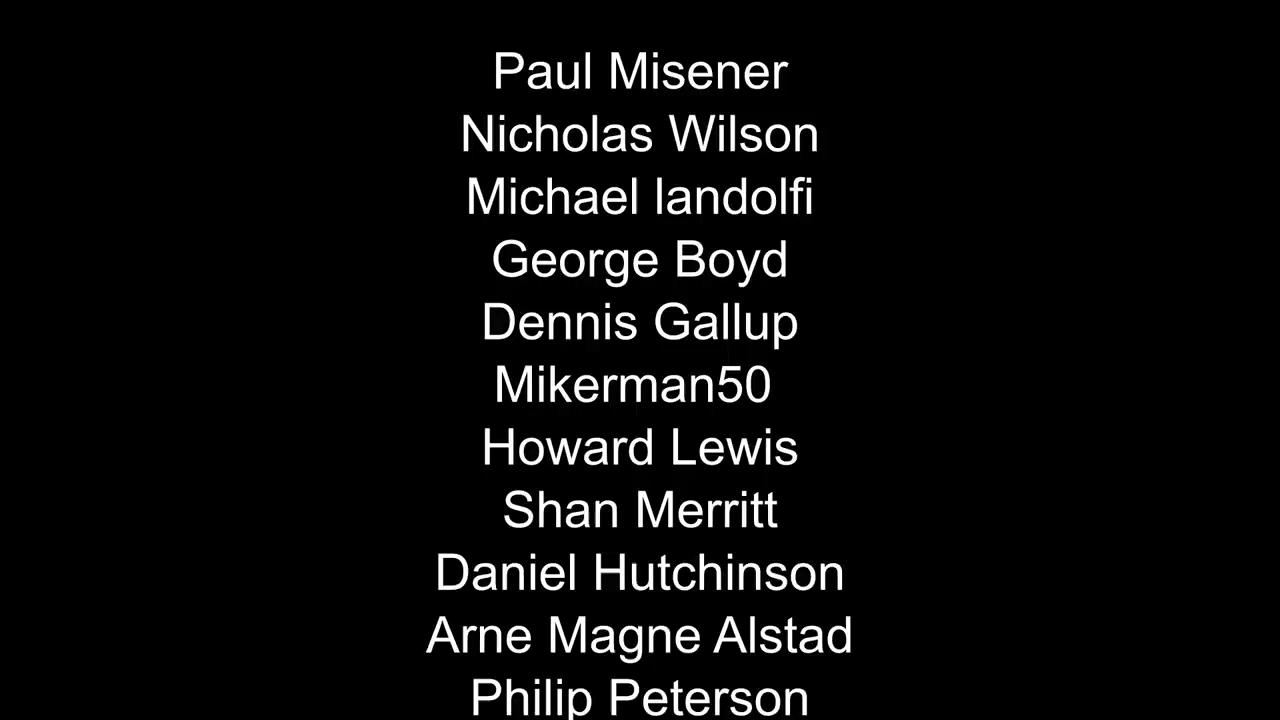 Paul Misener
Nicholas Wilson
Michael Iandolfi
George Boyd
Dennis Gallup
Mikerman50
Howard Lewis
Shan Merritt
Daniel Hutchinson
Arne Magne Alstad
Philip Peterson